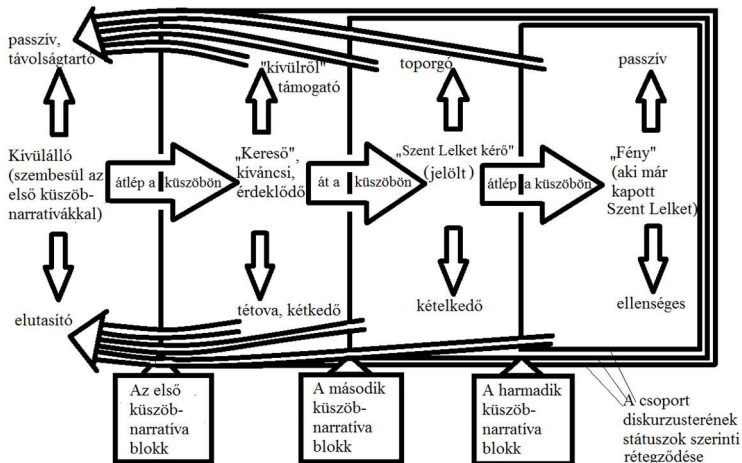 passzív,
távolságtartó
"kívülről"
támogató
toporgó
passzív
Kívülálló
(szembesül az
első küszöb-
narratívákkal)
átlép a küszöbön
"Kereső",
kíváncsi,
érdeklődő
át a küszöbön
„Szent Lelket kérő"
(jelölt)
átlép a küszöbön
„Fény"
(aki már
kapott
Szent Lelket)
elutasító
tétova, kétkedő
kételkedő
ellenséges
Az első
küszöb-
narratíva
blokk
A második
küszöb-
narratíva
blokk
A harmadik
küszöb-
narratíva
blokk
A csoport
diskurzusterének
státuszok szerinti
rétegződése